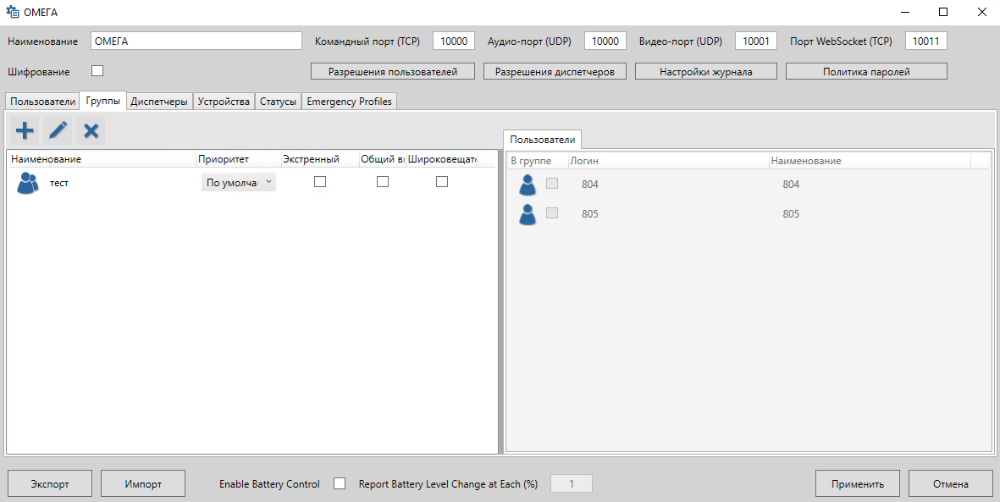 ОМЕГА
Наименование ОМЕГА Командный порт (TCP) 10000 Аудио-порт (UDP) 10000 Видео-порт (UDP) 10001 Порт WebSocket (TCP) 10011
Шифрование Разрешения пользователей Разрешения диспетчеров Настройки журнала Политика паролей
Пользователи Группы Диспетчеры Устройства Статусы Emergency Profiles
Пользователи
Наименование Приоритет Экстренный Общий вы Широковещате
В группе Логин Наименование
тест По умолча
804 804
805 805
Экспорт Импорт Enable Battery Control Report Battery Level Change at Each (%) 1 Применить Отмена